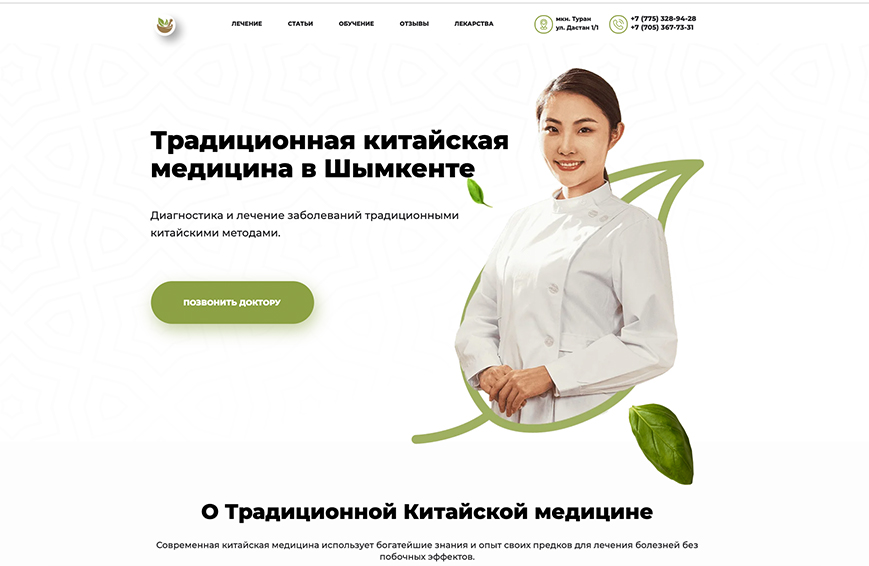 ЛЕЧЕНИЕ СТАТЬИ ОБУЧЕНИЕ ОТЗЫВЫ ЛЕКАРСТВА
мкн. Туран
ул. Дастан 1/1
+7 (775) 328-94-28
+7 (705) 367-73-31
Традиционная китайская
медицина в Шымкенте
Диагностика и лечение заболеваний традиционными
китайскими методами.
ПОЗВОНИТЬ ДОКТОРУ
О Традиционной Китайской медицине
Современная китайская медицина использует богатейшие знания и опыт своих предков для лечения болезней без
побочных эффектов.